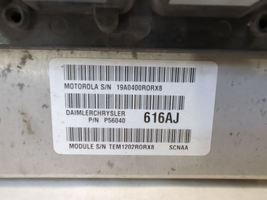 MOTOROLA S/N 19A0400RORX8
DAIMLERCHRYSLER
P/N P56040 616AJ
MODULE S/N TEM1202RORX8 SCNAA